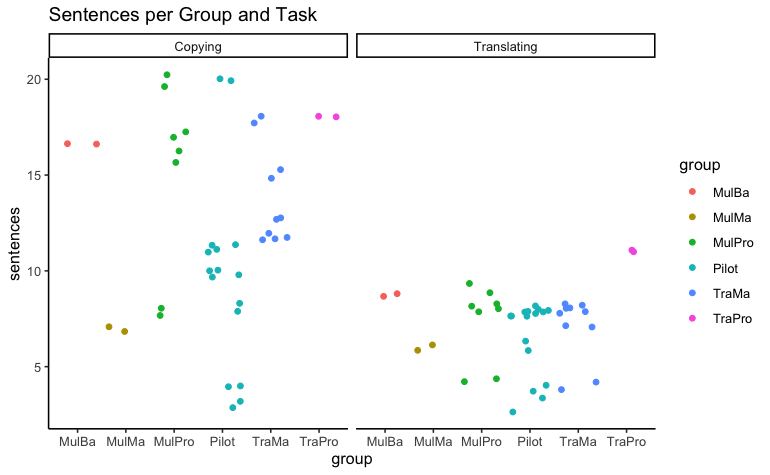 Sentences per Group and Task
Copying
Translating
sentences
20
15
10
5
MulBa MulMa MulPro Pilot TraMa TraPro
MulBa MulMa MulPro Pilot TraMa TraPro
group
group
MulBa
MulMa
MulPro
Pilot
TraMa
TraPro